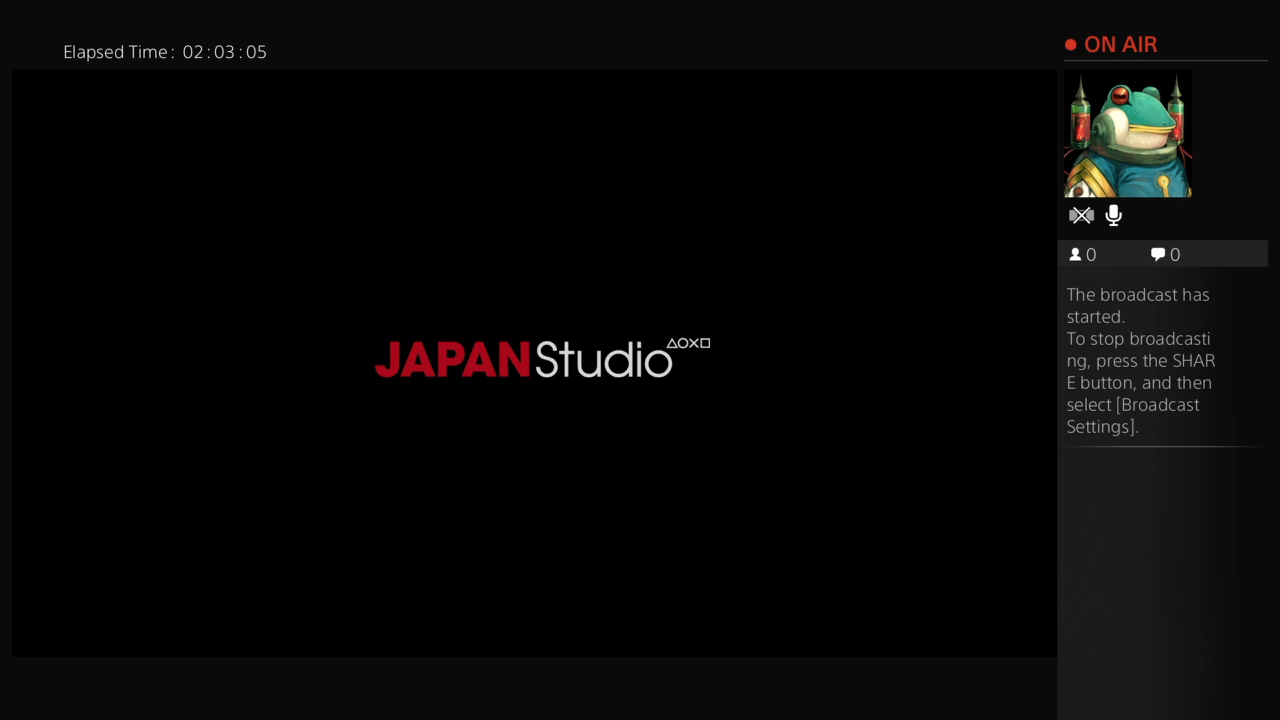 Elapsed Time: 02:03:05
ON AIR
0 0
The broadcast has
started.
To stop broadcasti
ng, press the SHAR
E button, and then
select [Broadcast
Settings].
JAPANStudio